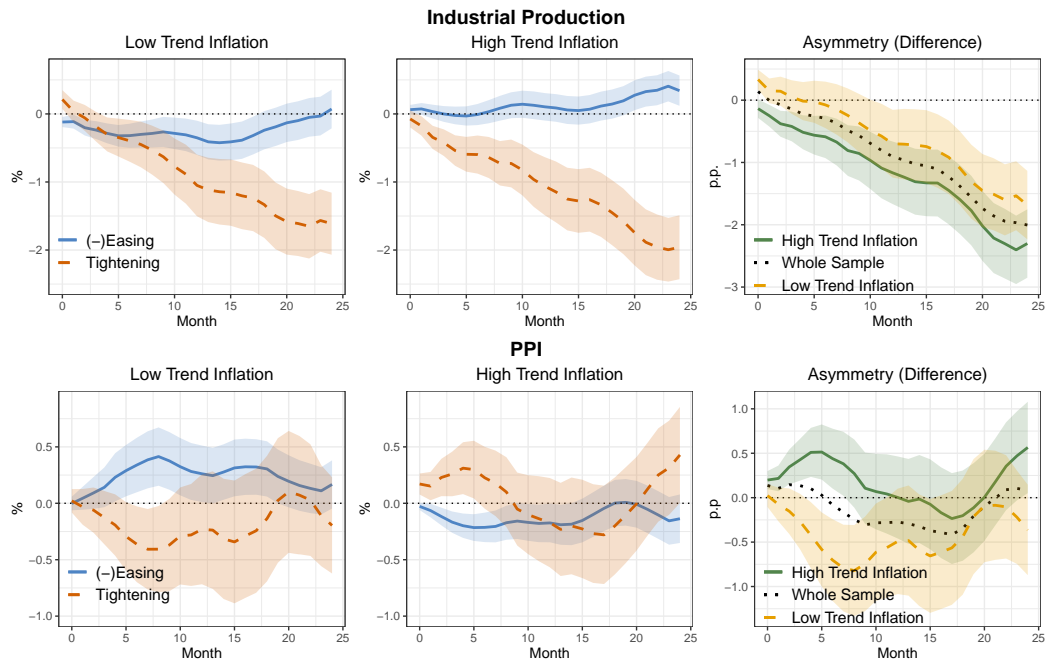 Industrial Production
Low Trend Inflation
High Trend Inflation
Asymmetry (Difference)
%
0
−1
−2
(−)Easing
Tightening
0 5 10 15 20 25
Month
%
0
−1
−2
0 5 10 15 20 25
Month
p.p.
0
−1
−2
−3
High Trend Inflation
Whole Sample
Low Trend Inflation
0 5 10 15 20 25
Month
PPI
Low Trend Inflation
High Trend Inflation
Asymmetry (Difference)
%
0.5
0.0
−0.5
−1.0
(−)Easing
Tightening
0 5 10 15 20 25
Month
%
0.5
0.0
−0.5
−1.0
0 5 10 15 20 25
Month
p.p
1.0
0.5
0.0
−0.5
−1.0
High Trend Inflation
Whole Sample
Low Trend Inflation
0 5 10 15 20 25
Month